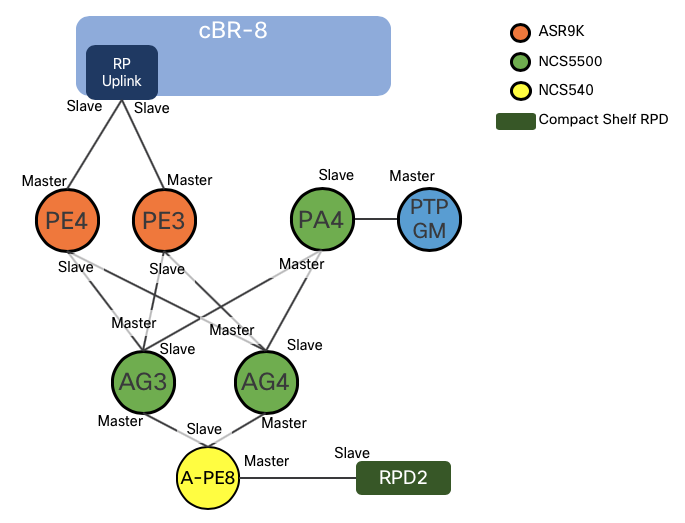 cBR-8
RP
Uplink
Slave
Slave
Master
Master
PE4
PE3
Slave
Slave
Slave
Master
PA4
PTP
GM
Master
Master
Master
Slave
Slave
AG3
AG4
Master
Master
Slave
A-PE8
Master
Slave
RPD2
ASR9K
NCS5500
NCS540
Compact Shelf RPD